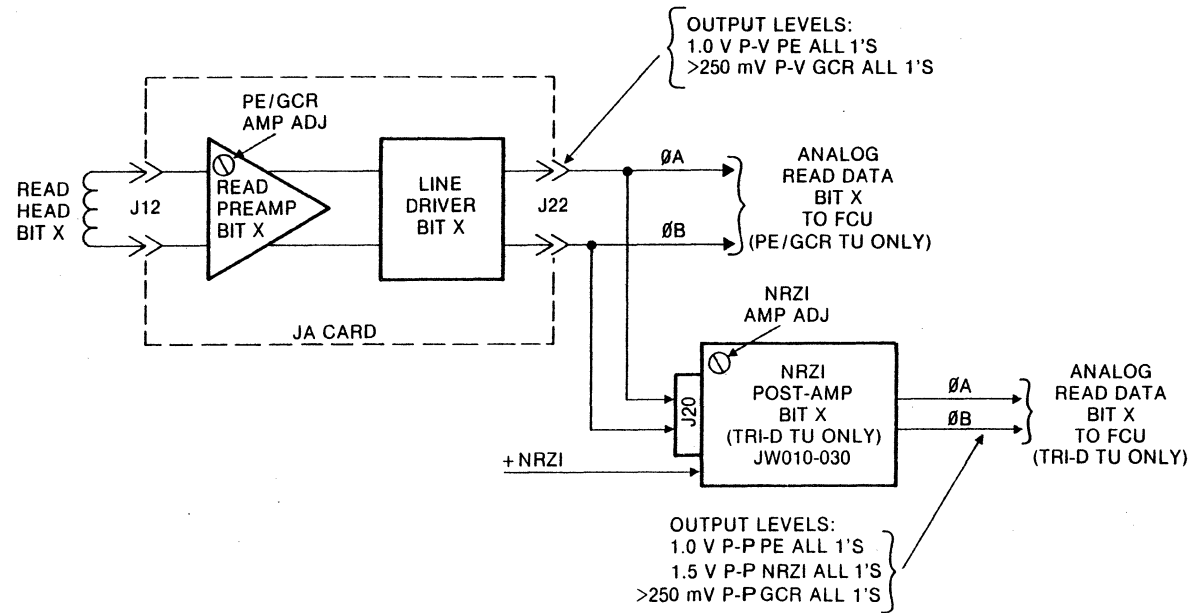 OUTPUT LEVELS:
1.0 V P-V PE ALL 1'S
>250 mV P-V GCR ALL 1'S
PE/GCR
AMP ADJ
READ
HEAD
BIT X
J12
READ
PREAMP
BIT X
LINE
DRIVER
BIT X
J22
ØA
ØB
ANALOG
READ DATA
BIT X
TO FCU
(PE/GCR TU ONLY)
JA CARD
NRZI
AMP ADJ
J20
NRZI
POST-AMP
BIT X
(TRI-D TU ONLY)
JW010-030
+NRZI
ØA
ØB
ANALOG
READ DATA
BIT X
TO FCU
(TRI-D TU ONLY)
OUTPUT LEVELS:
1.0 V P-P PE ALL 1'S
1.5 V P-P NRZI ALL 1'S
>250 mV P-P GCR ALL 1'S